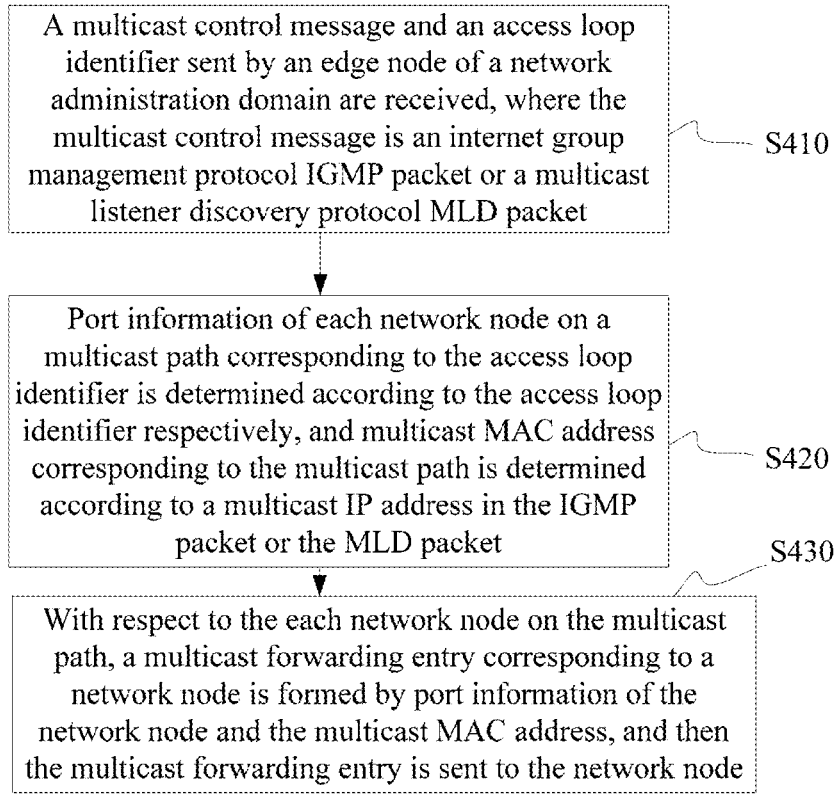 A multicast control message and an access loop
identifier sent by an edge node of a network
administration domain are received, where the
multicast control message is an internet group
management protocol IGMP packet or a multicast
listener discovery protocol MLD packet
S410
Port information of each network node on a
multicast path corresponding to the access loop
identifier is determined according to the access loop
identifier respectively, and multicast MAC address
corresponding to the multicast path is determined
according to a multicast IP address in the IGMP
packet or the MLD packet
S420
S430
With respect to the each network node on the multicast
path, a multicast forwarding entry corresponding to a
network node is formed by port information of the
network node and the multicast MAC address, and then
the multicast forwarding entry is sent to the network node